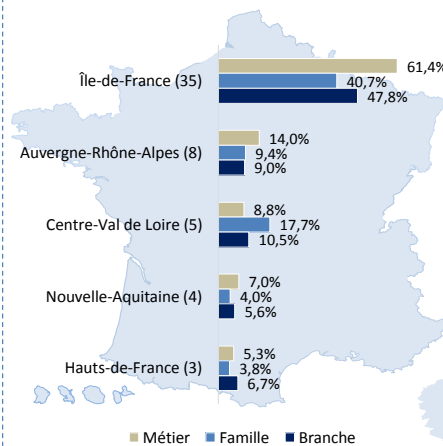 Île-de-France (35)
61,4%
40,7%
47,8%
Auvergne-Rhône-Alpes (8)
14,0%
9,4%
9,0%
Centre-Val de Loire (5)
8,8%
17,7%
10,5%
Nouvelle-Aquitaine (4)
7,0%
4,0%
5,6%
Hauts-de-France (3)
5,3%
3,8%
6,7%
Métier Famille Branche